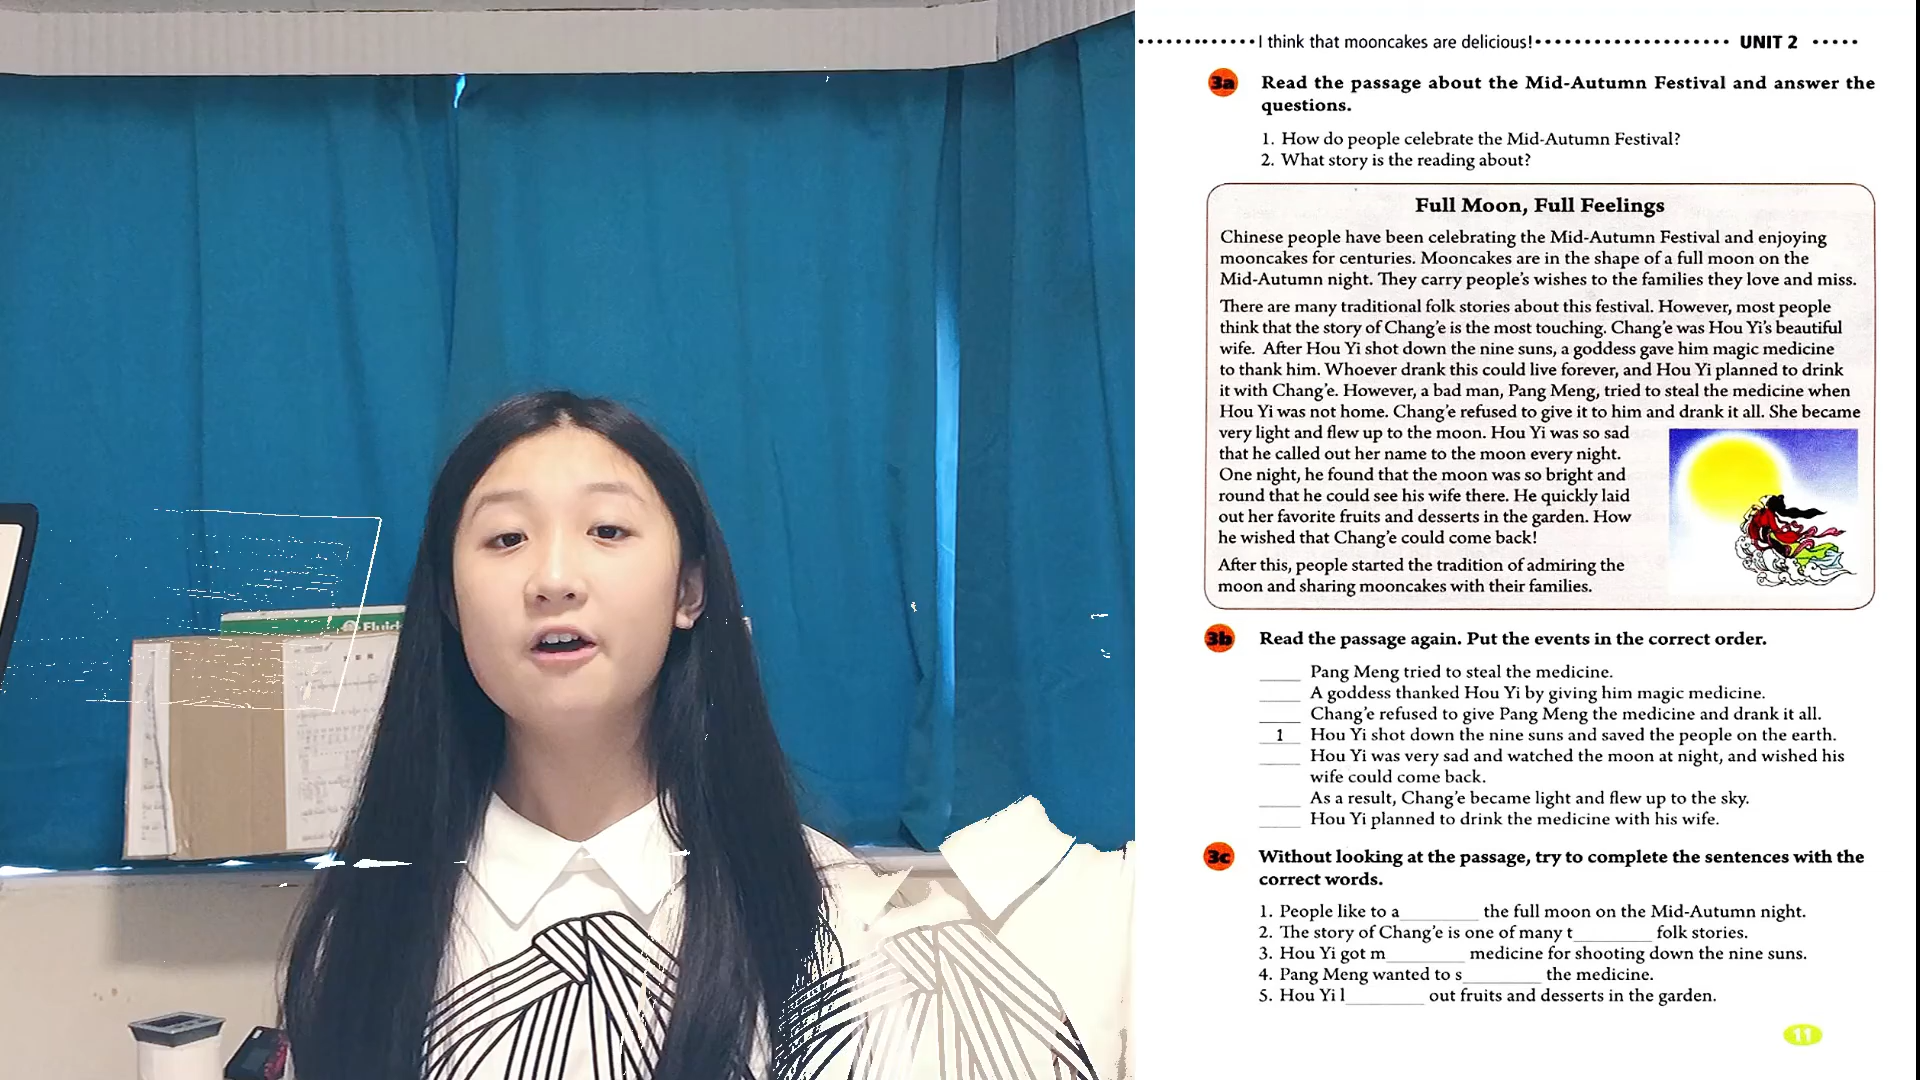 I think that mooncakes are delicious! UNIT 2
3a Read the passage about the Mid-Autumn Festival and answer the
questions.
1. How do people celebrate the Mid-Autumn Festival?
2. What story is the reading about?
Full Moon, Full Feelings
Chinese people have been celebrating the Mid-Autumn Festival and enjoying
mooncakes for centuries. Mooncakes are in the shape of a full moon on the
Mid-Autumn night. They carry people's wishes to the families they love and miss.
There are many traditional folk stories about this festival. However, most people
think that the story of Chang'e is the most touching. Chang'e was Hou Yi's beautiful
wife. After Hou Yi shot down the nine suns, a goddess gave him magic medicine
to thank him. Whoever drank this could live forever, and Hou Yi planned to drink
it with Chang'e. However, a bad man, Pang Meng, tried to steal the medicine when
Hou Yi was not home. Chang'e refused to give it to him and drank it all. She became
very light and flew up to the moon. Hou Yi was so sad
that he called out her name to the moon every night.
One night, he found that the moon was so bright and
round that he could see his wife there. He quickly laid
out her favorite fruits and desserts in the garden. How
he wished that Chang'e could come back!
After this, people started the tradition of admiring the
moon and sharing mooncakes with their families.
3b Read the passage again. Put the events in the correct order.
____ Pang Meng tried to steal the medicine.
____ A goddess thanked Hou Yi by giving him magic medicine.
____ Chang'e refused to give Pang Meng the medicine and drank it all.
1 Hou Yi shot down the nine suns and saved the people on the earth.
____ Hou Yi was very sad and watched the moon at night, and wished his
wife could come back.
____ As a result, Chang'e became light and flew up to the sky.
____ Hou Yi planned to drink the medicine with his wife.
3c Without looking at the passage, try to complete the sentences with the
correct words.
1. People like to a________ the full moon on the Mid-Autumn night.
2. The story of Chang'e is one of many t________ folk stories.
3. Hou Yi got m________ medicine for shooting down the nine suns.
4. Pang Meng wanted to s________ the medicine.
5. Hou Yi l________ out fruits and desserts in the garden.
11